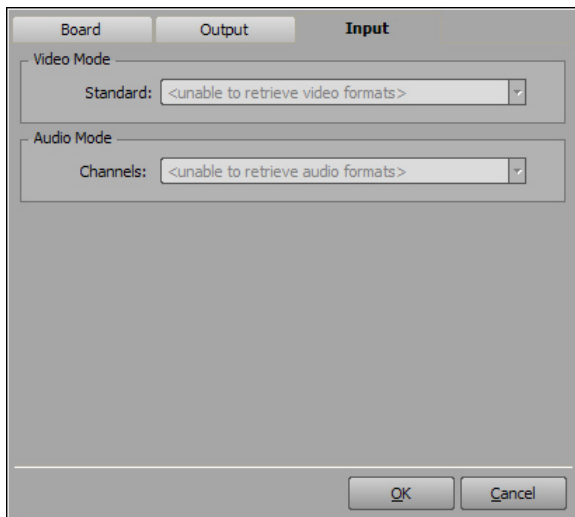 Board Output Input
Video Mode
Standard: <unable to retrieve video formats>
Audio Mode
Channels: <unable to retrieve audio formats>
OK Cancel